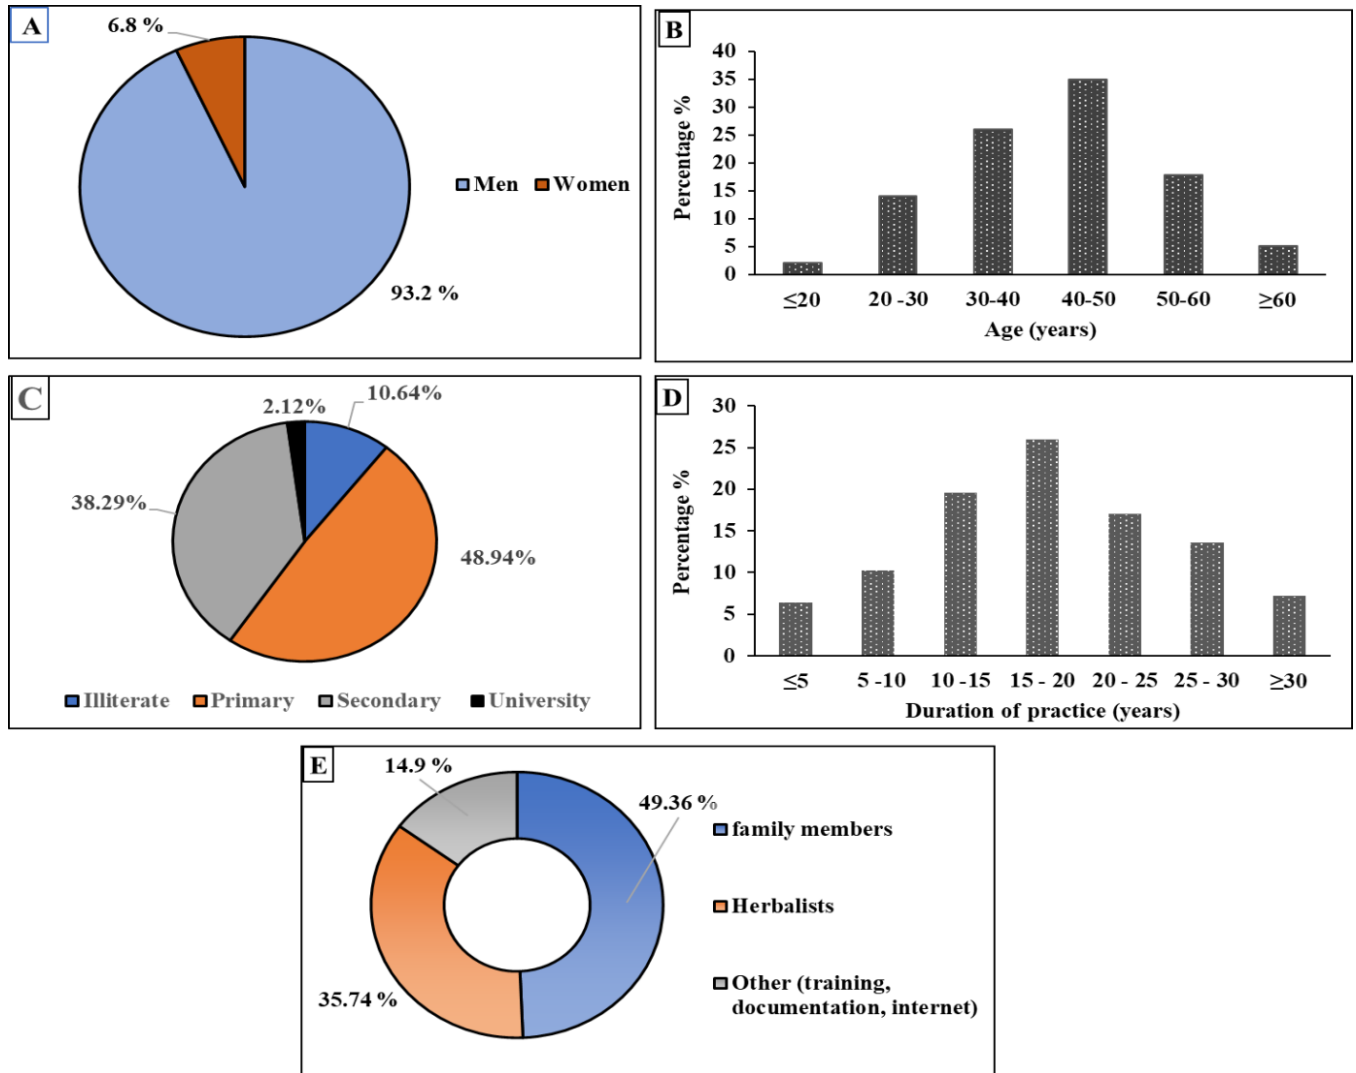 A
6.8 %
Men
Women
93.2 %
B
Percentage %
40
35
30
25
20
15
10
5
0
≤20
20 -30
30-40
40-50
50-60
≥60
Age (years)
C
2.12%
10.64%
38.29%
48.94%
Illiterate
Primary
Secondary
University
D
Percentage %
30
25
20
15
10
5
0
≤5
5 -10
10 -15
15 - 20
20 - 25
25 - 30
≥30
Duration of practice (years)
E
14.9 %
49.36 %
35.74 %
family members
Herbalists
Other (training,
documentation, internet)